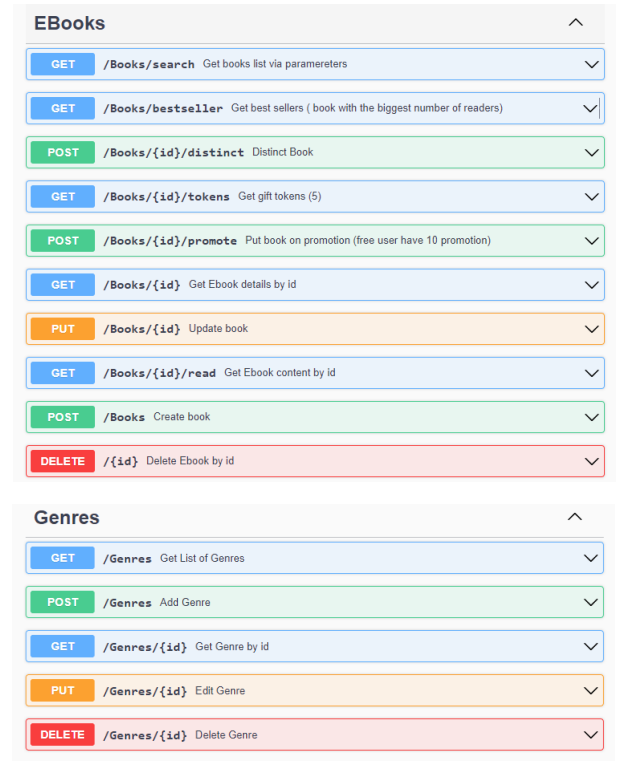 EBooks
GET /Books/search Get books list via paramereters
GET /Books/bestseller Get best sellers ( book with the biggest number of readers)
POST /Books/{id}/distinct Distinct Book
GET /Books/{id}/tokens Get gift tokens (5)
POST /Books/{id}/promote Put book on promotion (free user have 10 promotion)
GET /Books/{id} Get Ebook details by id
PUT /Books/{id} Update book
GET /Books/{id}/read Get Ebook content by id
POST /Books Create book
DELETE /{id} Delete Ebook by id
Genres
GET /Genres Get List of Genres
POST /Genres Add Genre
GET /Genres/{id} Get Genre by id
PUT /Genres/{id} Edit Genre
DELETE /Genres/{id} Delete Genre